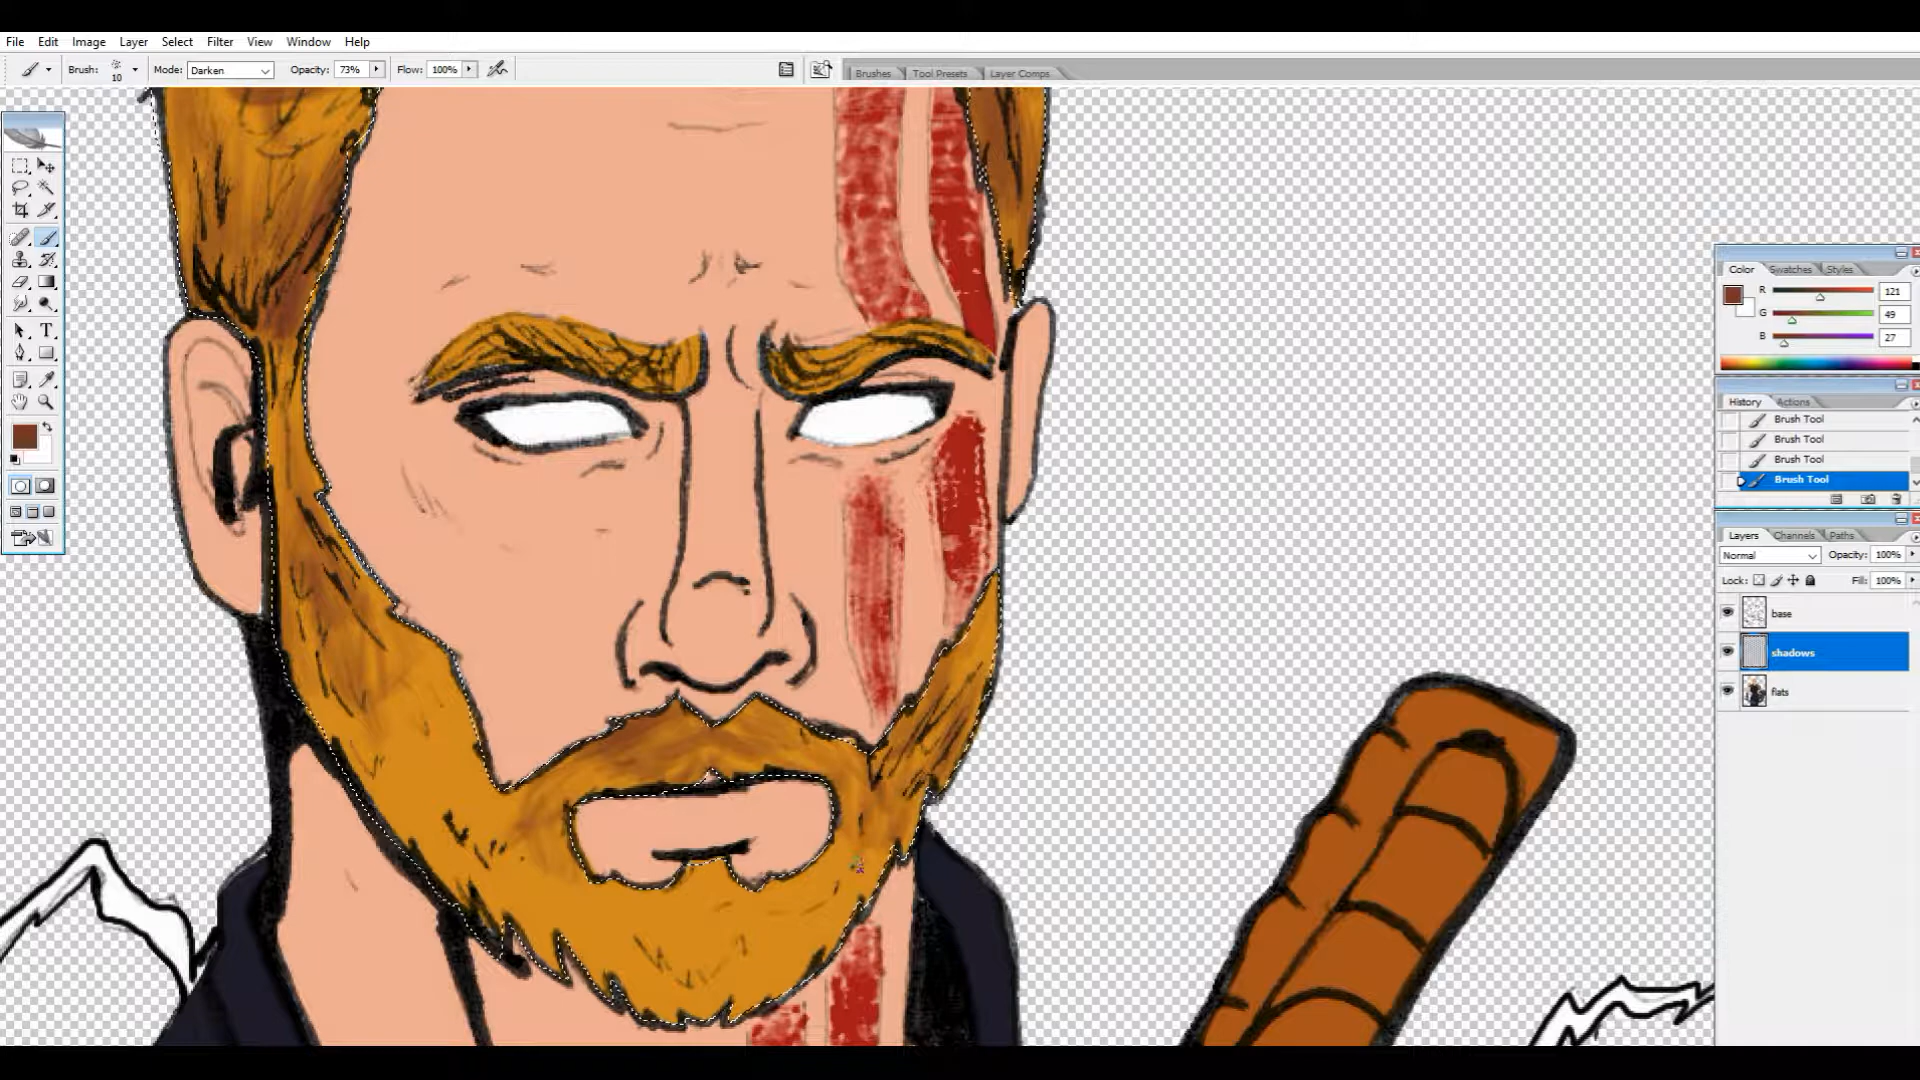 File Edit Image Layer Select Filter View Window Help
Brush: 10 Mode: Darken Opacity: 73% Flow: 100%
Brushes Tool Presets Layer Comps
T
Color Swatches Styles
R 121
G 49
B 27
History Actions
Brush Tool
Brush Tool
Brush Tool
Brush Tool
Layers Channels Paths
Normal Opacity: 100%
Lock: Fill: 100%
base
shadows
flats